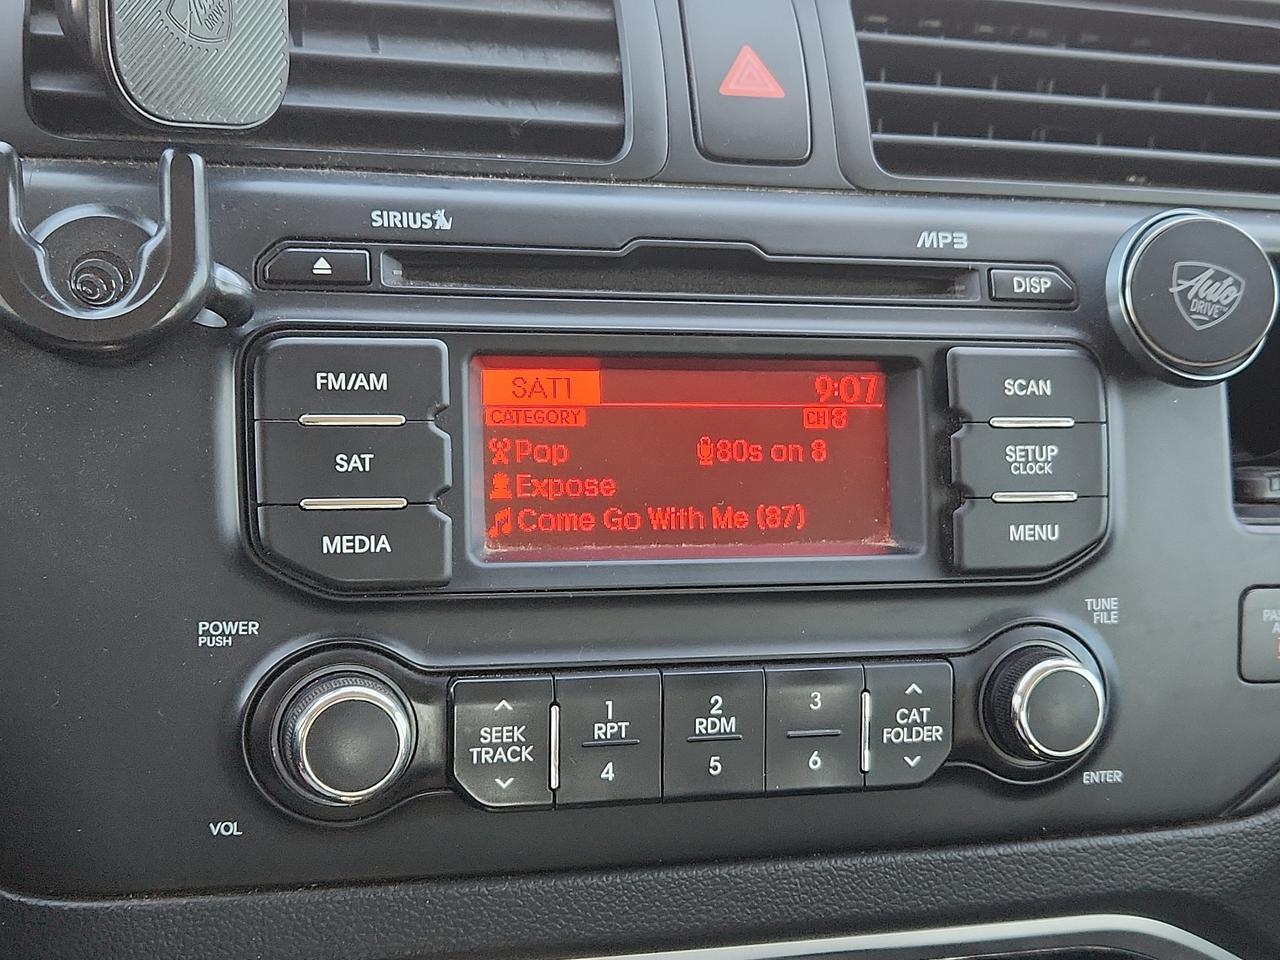 Auto
DRIVE
SIRIUS
MP3
DISP
Auto
DRIVE
FM/AM
SAT
MEDIA
SAT1 9:07
CATEGORY CH 8
Pop 80s on 8
Expose
Come Go With Me (87)
SCAN
SETUP
CLOCK
MENU
POWER
PUSH
VOL
SEEK
TRACK
1
RPT
4
2
RDM
5
3
6
CAT
FOLDER
TUNE
FILE
ENTER